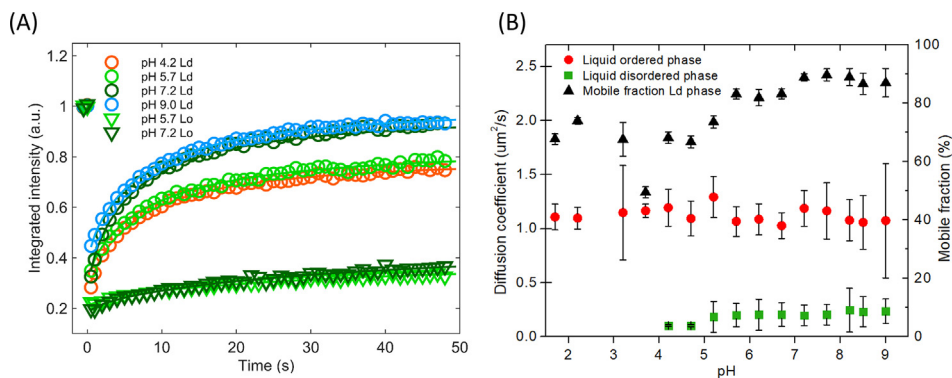 (A)
1.2
1
0.8
0.6
0.4
0.2
Integrated intensity (a.u.)
pH 4.2 Ld
pH 5.7 Ld
pH 7.2 Ld
pH 9.0 Ld
pH 5.7 Lo
pH 7.2 Lo
0 10 20 30 40 50
Time (s)
(B)
2.5
2.0
1.5
1.0
0.5
0.0
Diffusion coefficient (um²/s)
Liquid ordered phase
Liquid disordered phase
Mobile fraction Ld phase
100
80
60
40
20
0
Mobile fraction (%)
2 3 4 5 6 7 8 9
pH